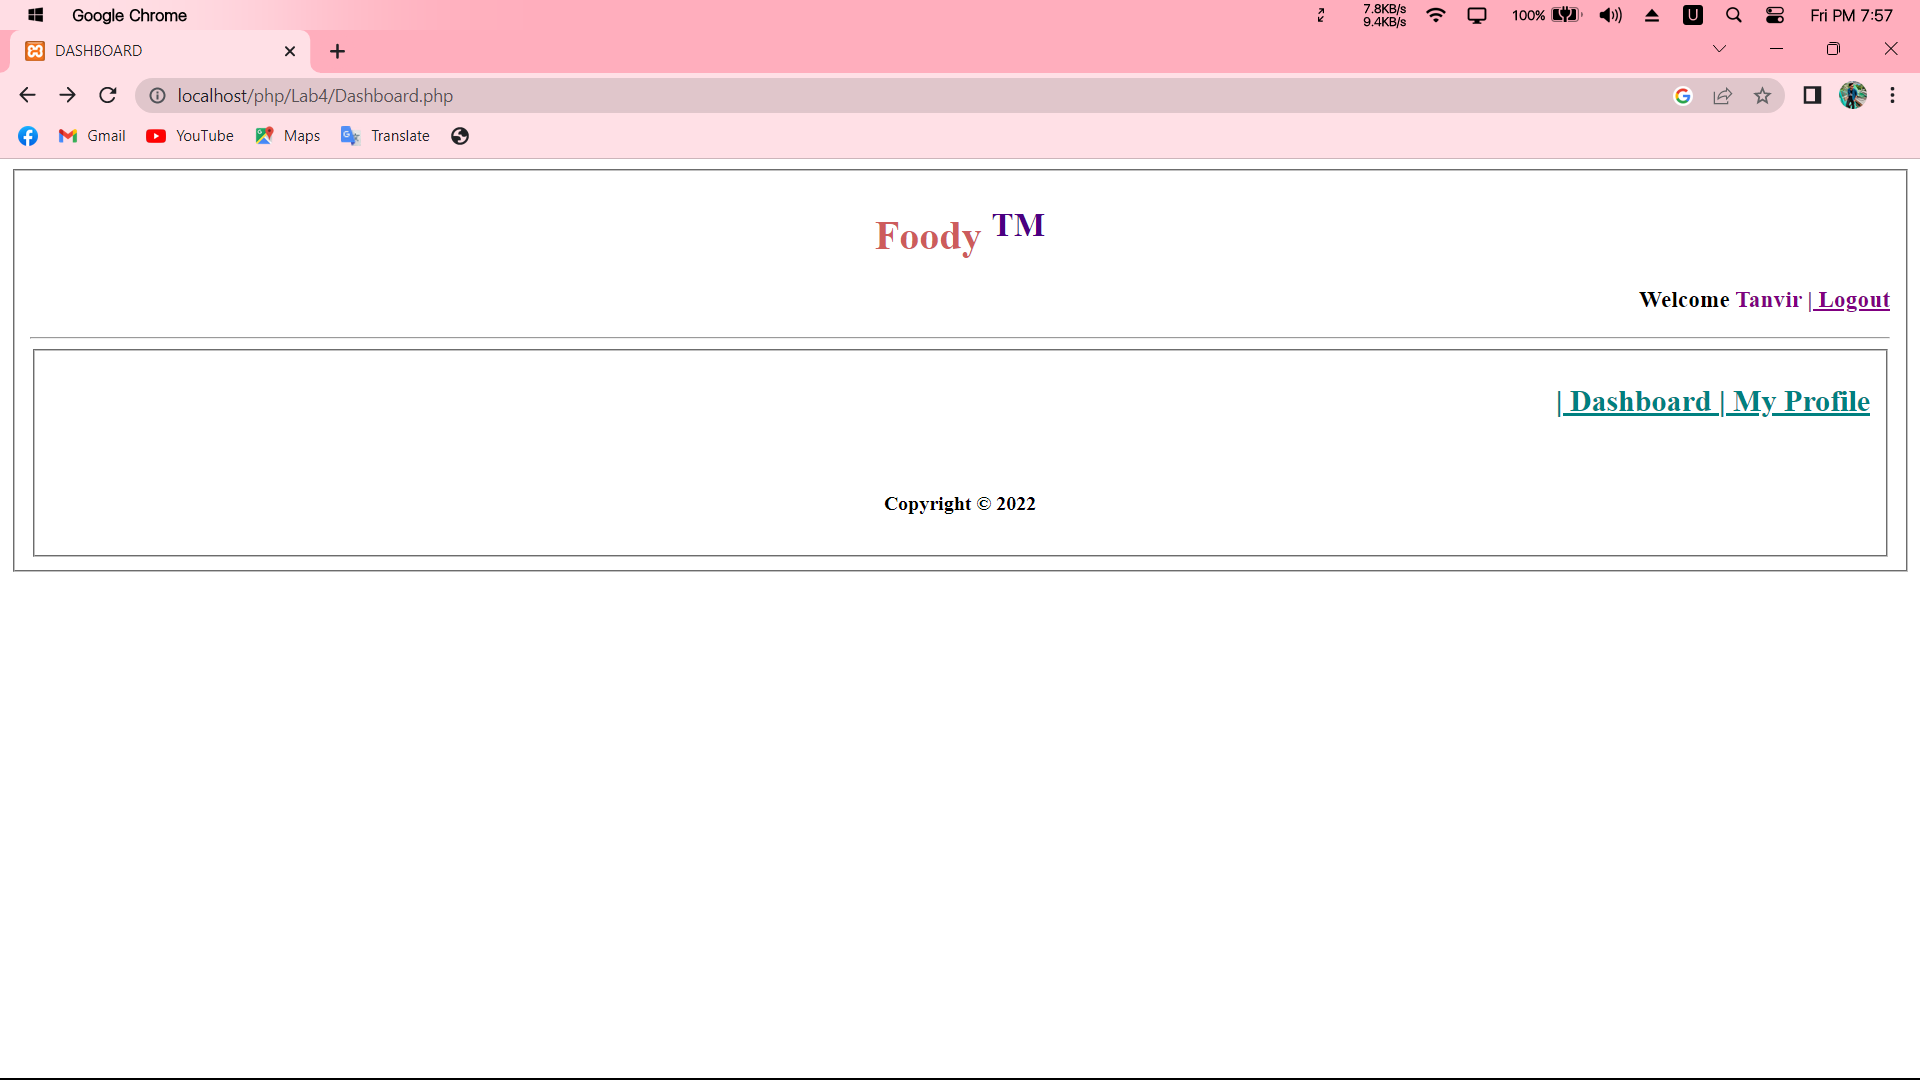 Google Chrome
7.8KB/s
9.4KB/s
100%
U
Fri PM 7:57
DASHBOARD
localhost/php/Lab4/Dashboard.php
Gmail
YouTube
Maps
Translate
Foody TM
Welcome Tanvir | Logout
| Dashboard | My Profile
Copyright © 2022